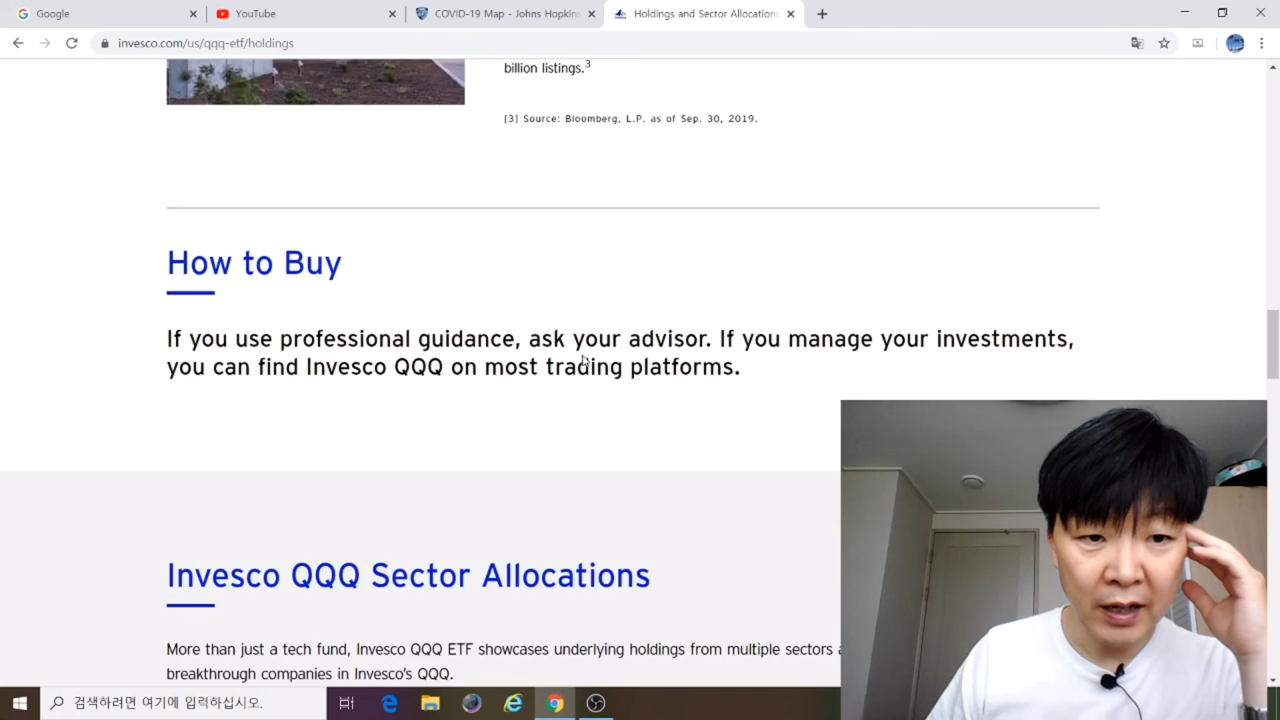 Google
YouTube
COVID-19 Map - Johns Hopkins
Holdings and Sector Allocations
invesco.com/us/qqq-etf/holdings
billion listings.3
[3] Source: Bloomberg, L.P. as of Sep. 30, 2019.
How to Buy
If you use professional guidance, ask your advisor. If you manage your investments,
you can find Invesco QQQ on most trading platforms.
Invesco QQQ Sector Allocations
More than just a tech fund, Invesco QQQ ETF showcases underlying holdings from multiple sectors
breakthrough companies in Invesco's QQQ.
검색하려면 여기에 입력하십시오.